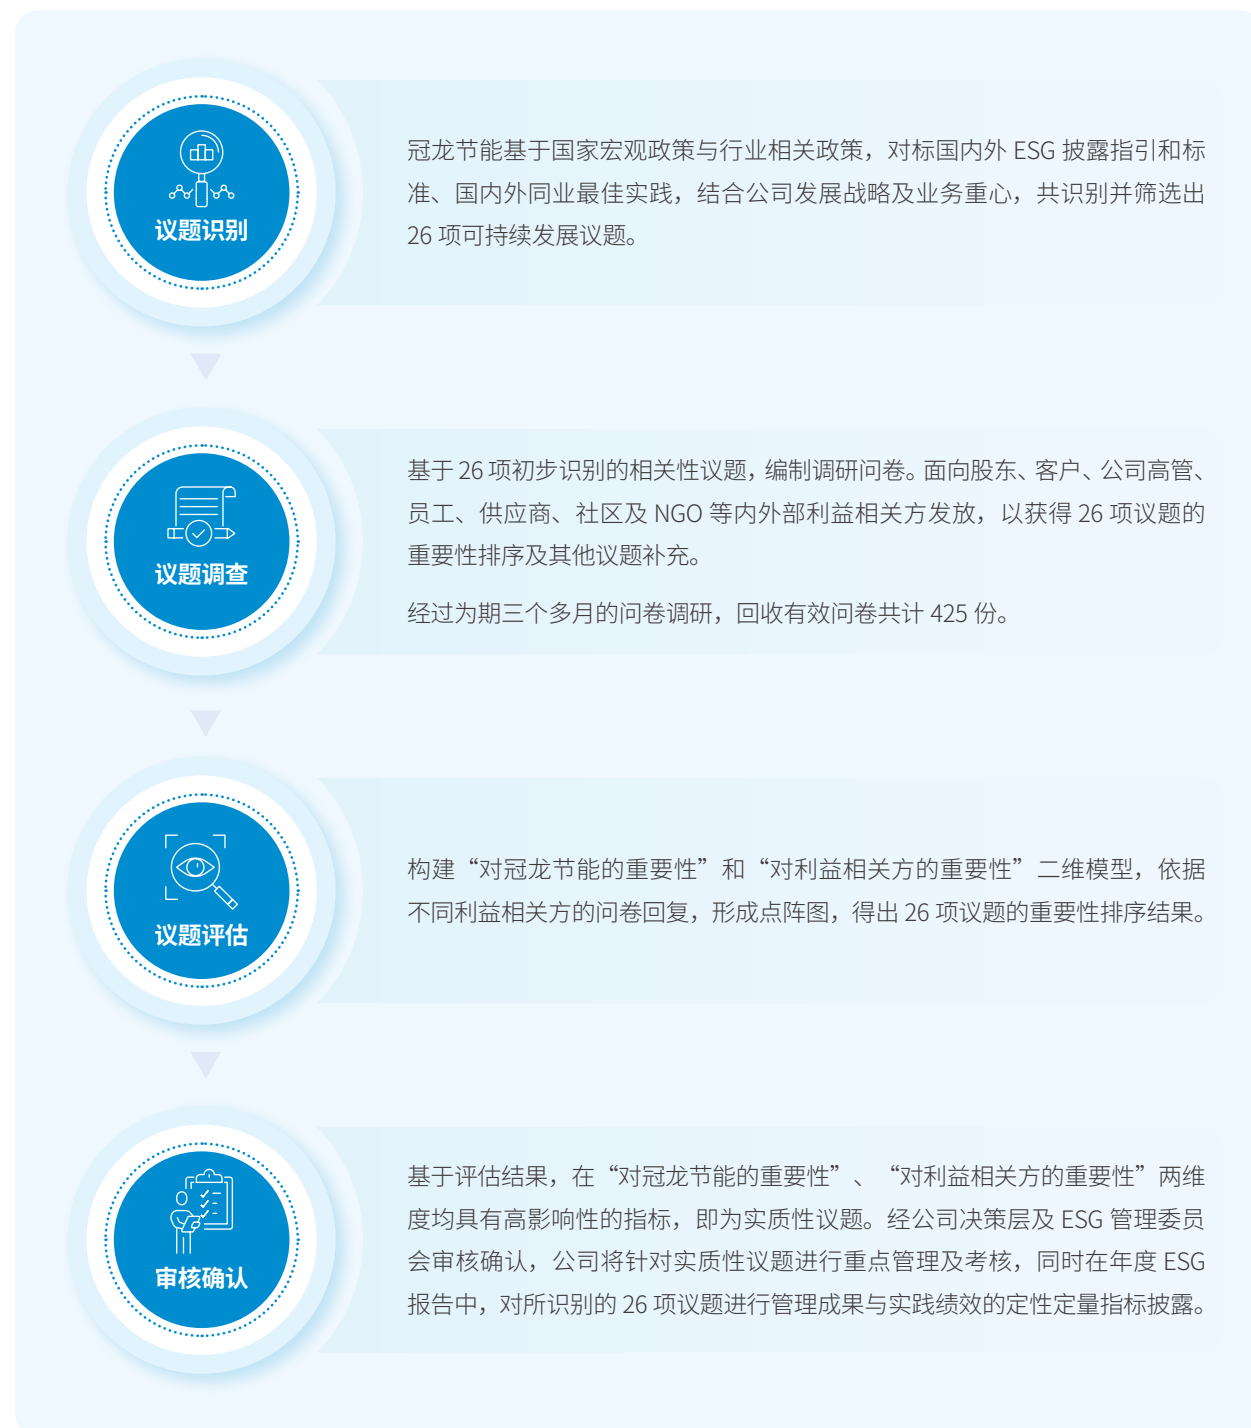 议题识别
冠龙节能基于国家宏观政策与行业相关政策，对标国内外 ESG 披露指引和标
准、国内外同业最佳实践，结合公司发展战略及业务重心，共识别并筛选出
26 项可持续发展议题。
议题调查
基于 26 项初步识别的相关性议题，编制调研问卷。面向股东、客户、公司高管、
员工、供应商、社区及 NGO 等内外部利益相关方发放，以获得 26 项议题的
重要性排序及其他议题补充。
经过为期三个多月的问卷调研，回收有效问卷共计 425 份。
议题评估
构建“对冠龙节能的重要性”和“对利益相关方的重要性”二维模型，依据
不同利益相关方的问卷回复，形成点阵图，得出 26 项议题的重要性排序结果。
审核确认
基于评估结果，在“对冠龙节能的重要性”、“对利益相关方的重要性”两维
度均具有高影响性的指标，即为实质性议题。经公司决策层及 ESG 管理委员
会审核确认，公司将针对实质性议题进行重点管理及考核，同时在年度 ESG
报告中，对所识别的 26 项议题进行管理成果与实践绩效的定性定量指标披露。